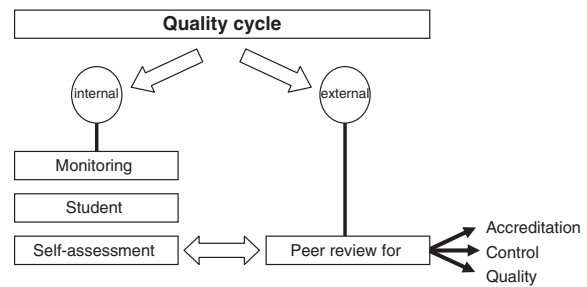 Quality cycle
internal
external
Monitoring
Student
Self-assessment
Peer review for
Accreditation
Control
Quality